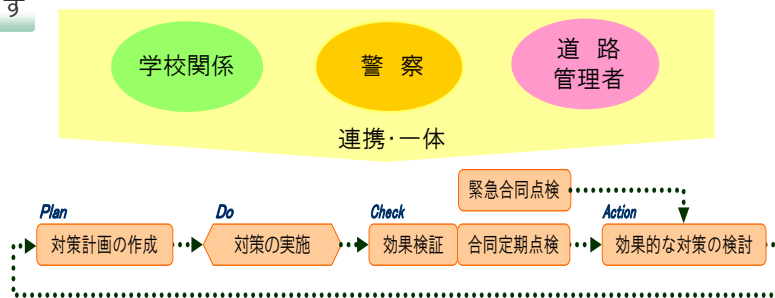 す
学校関係
警 察
道 路
管理者
連携・一体
緊急合同点検
Plan
Do
Check
Action
対策計画の作成
対策の実施
効果検証
合同定期点検
効果的な対策の検討